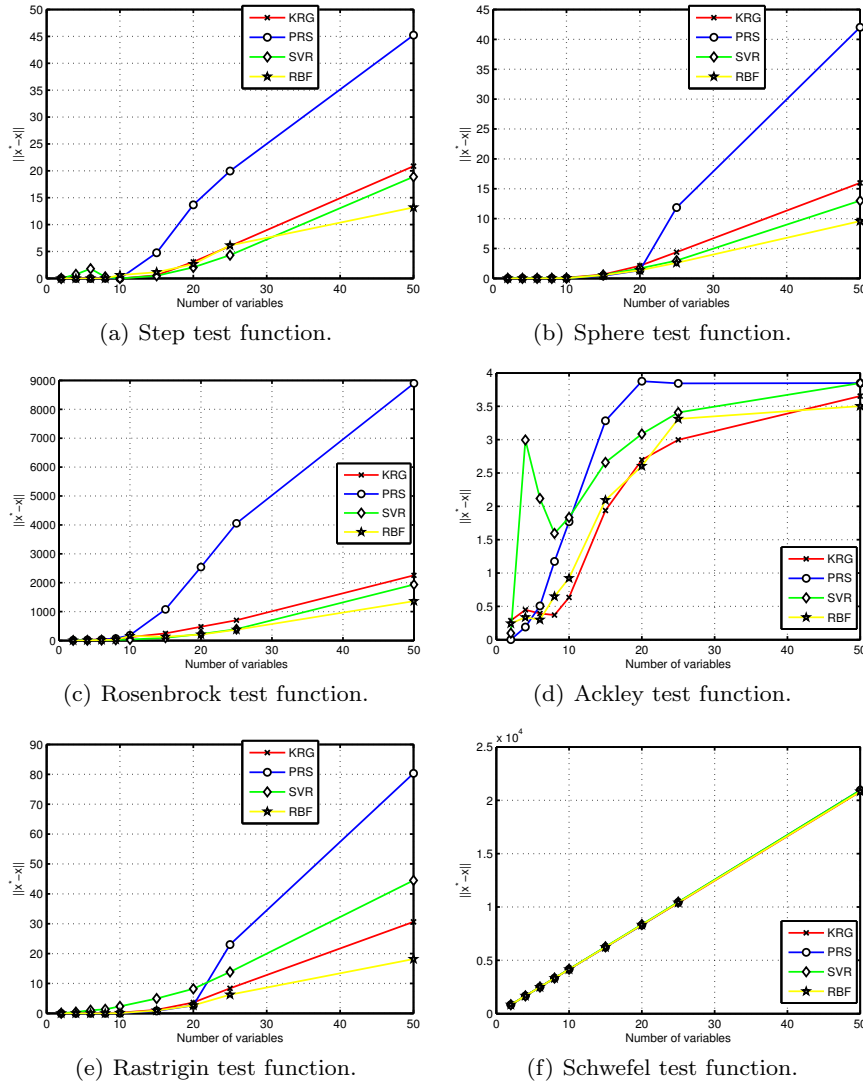 50
45
40
35
30
25
20
15
10
5
0
0 10 20 30 40 50
||x*−x||
Number of variables
KRG
PRS
SVR
RBF
(a) Step test function.
45
40
35
30
25
20
15
10
5
0
0 10 20 30 40 50
||x*−x||
Number of variables
KRG
PRS
SVR
RBF
(b) Sphere test function.
9000
8000
7000
6000
5000
4000
3000
2000
1000
0
0 10 20 30 40 50
||x*−x||
Number of variables
KRG
PRS
SVR
RBF
(c) Rosenbrock test function.
4
3.5
3
2.5
2
1.5
1
0.5
0
0 10 20 30 40 50
||x*−x||
Number of variables
KRG
PRS
SVR
RBF
(d) Ackley test function.
90
80
70
60
50
40
30
20
10
0
0 10 20 30 40 50
||x*−x||
Number of variables
KRG
PRS
SVR
RBF
(e) Rastrigin test function.
x 10⁴
2.5
2
1.5
1
0.5
0
0 10 20 30 40 50
||x*−x||
Number of variables
KRG
PRS
SVR
RBF
(f) Schwefel test function.